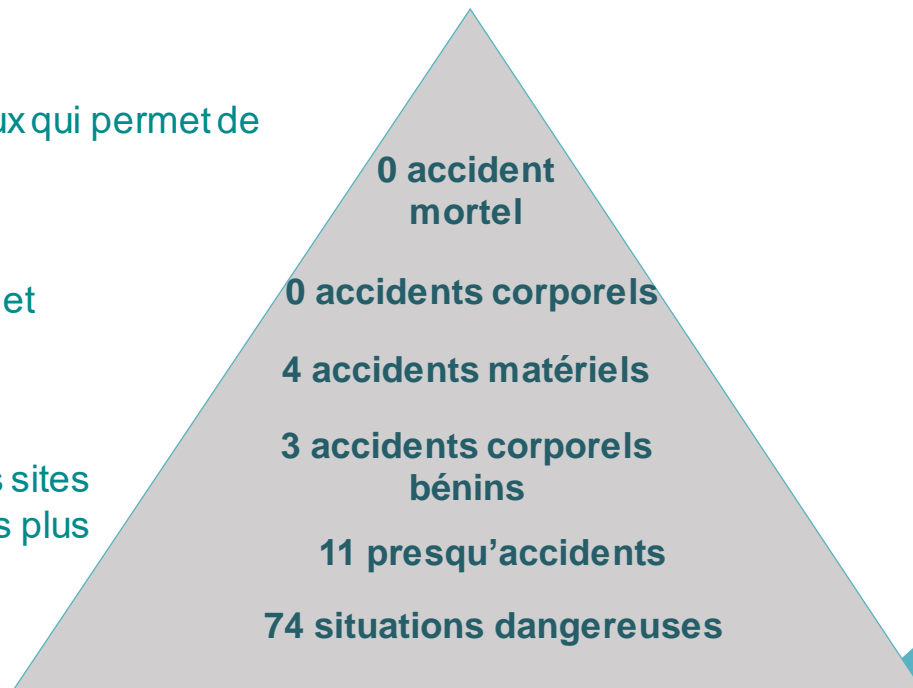 ux qui permet de
et
s sites
s plus
0 accident
mortel
0 accidents corporels
4 accidents matériels
3 accidents corporels
bénins
11 presqu’accidents
74 situations dangereuses